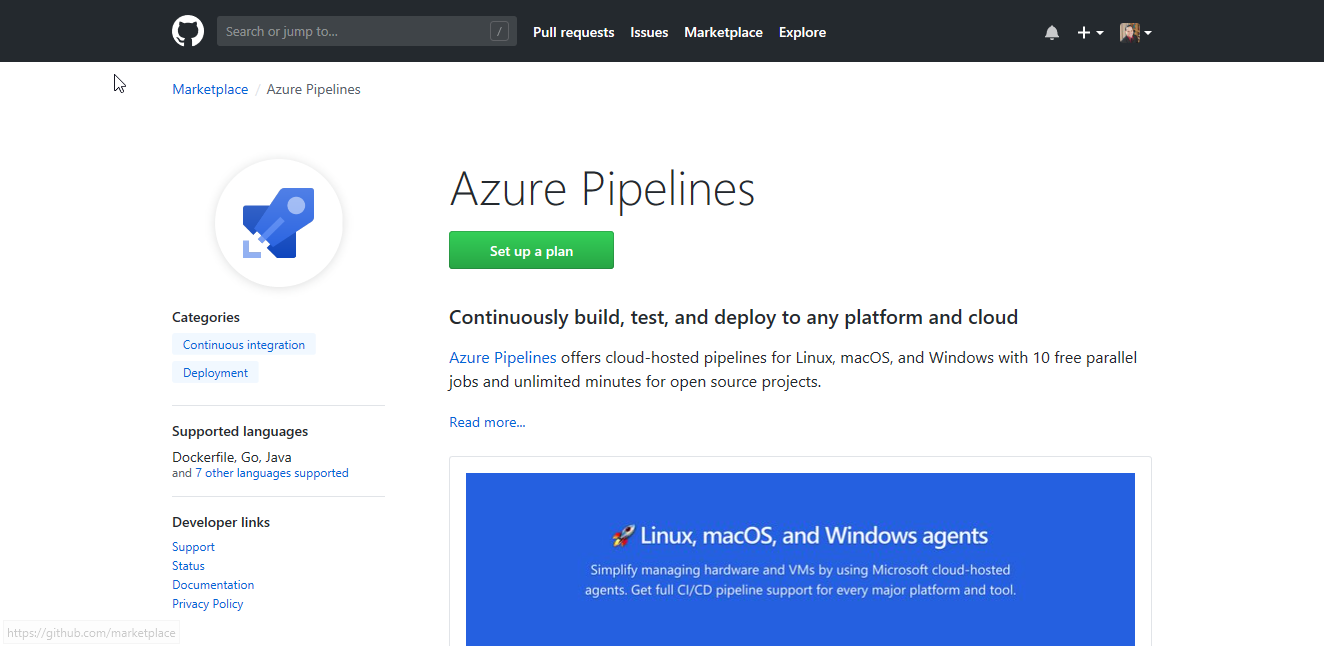 Search or jump to... / Pull requests Issues Marketplace Explore
Marketplace / Azure Pipelines
Azure Pipelines
Set up a plan
Continuously build, test, and deploy to any platform and cloud
Azure Pipelines offers cloud-hosted pipelines for Linux, macOS, and Windows with 10 free parallel
jobs and unlimited minutes for open source projects.
Read more...
Categories
Continuous integration
Deployment
Supported languages
Dockerfile, Go, Java
and 7 other languages supported
Developer links
Support
Status
Documentation
Privacy Policy
🚀 Linux, macOS, and Windows agents
Simplify managing hardware and VMs by using Microsoft cloud-hosted
agents. Get full CI/CD pipeline support for every major platform and tool.
https://github.com/marketplace